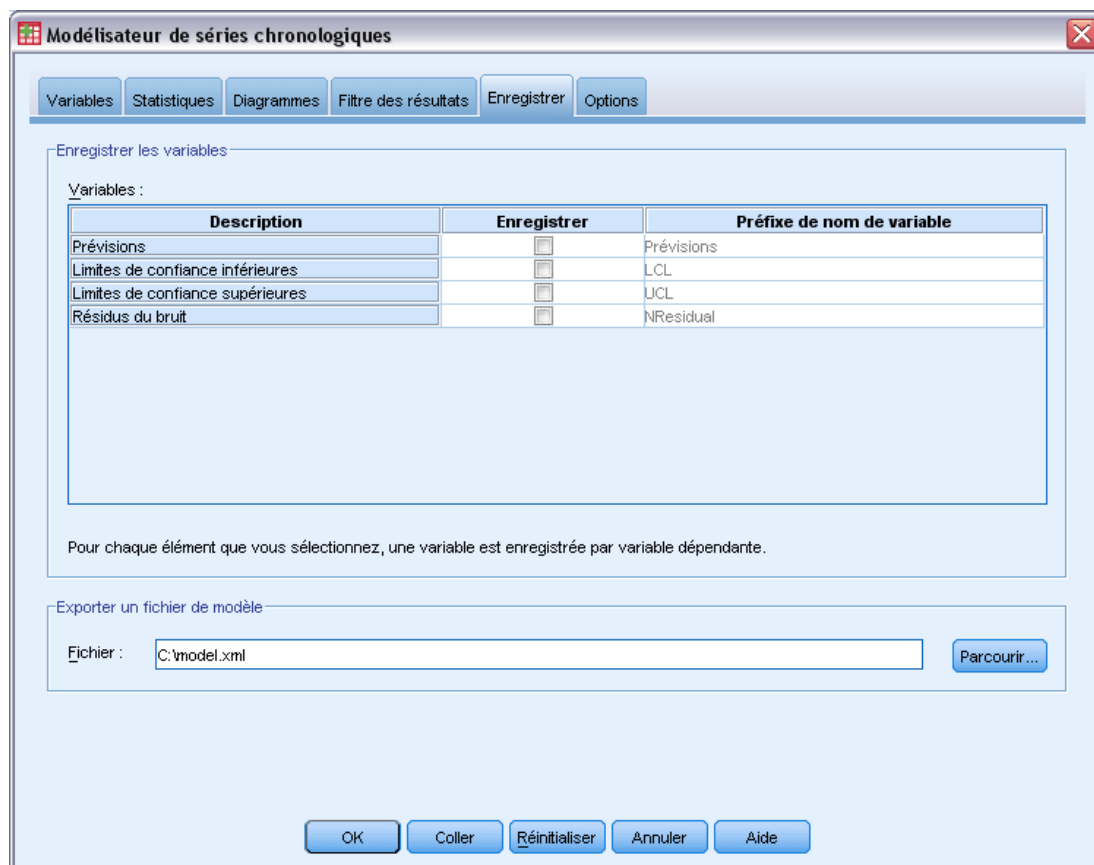 Modélisateur de séries chronologiques
Variables Statistiques Diagrammes Filtre des résultats Enregistrer Options
Enregistrer les variables
Variables :
Description Enregistrer Préfixe de nom de variable
Prévisions Prévisions
Limites de confiance inférieures LCL
Limites de confiance supérieures UCL
Résidus du bruit NResidual
Pour chaque élément que vous sélectionnez, une variable est enregistrée par variable dépendante.
Exporter un fichier de modèle
Fichier : C:\model.xml Parcourir...
OK Coller Réinitialiser Annuler Aide